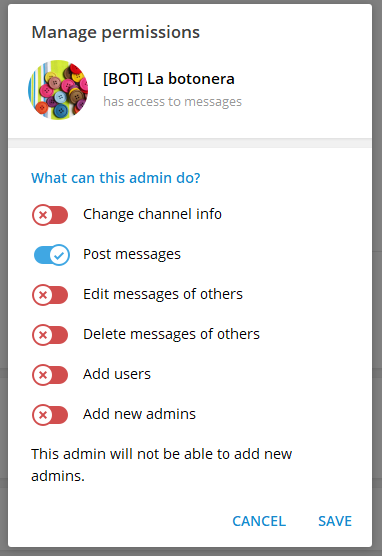 Manage permissions
[BOT] La botonera
has access to messages
What can this admin do?
Change channel info
Post messages
Edit messages of others
Delete messages of others
Add users
Add new admins
This admin will not be able to add new
admins.
CANCEL SAVE